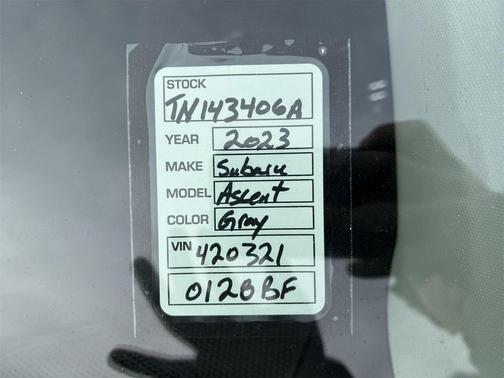 STOCK
TN143406A
YEAR 2023
MAKE Subaru
MODEL Ascent
COLOR Gray
VIN 420321
0128BF